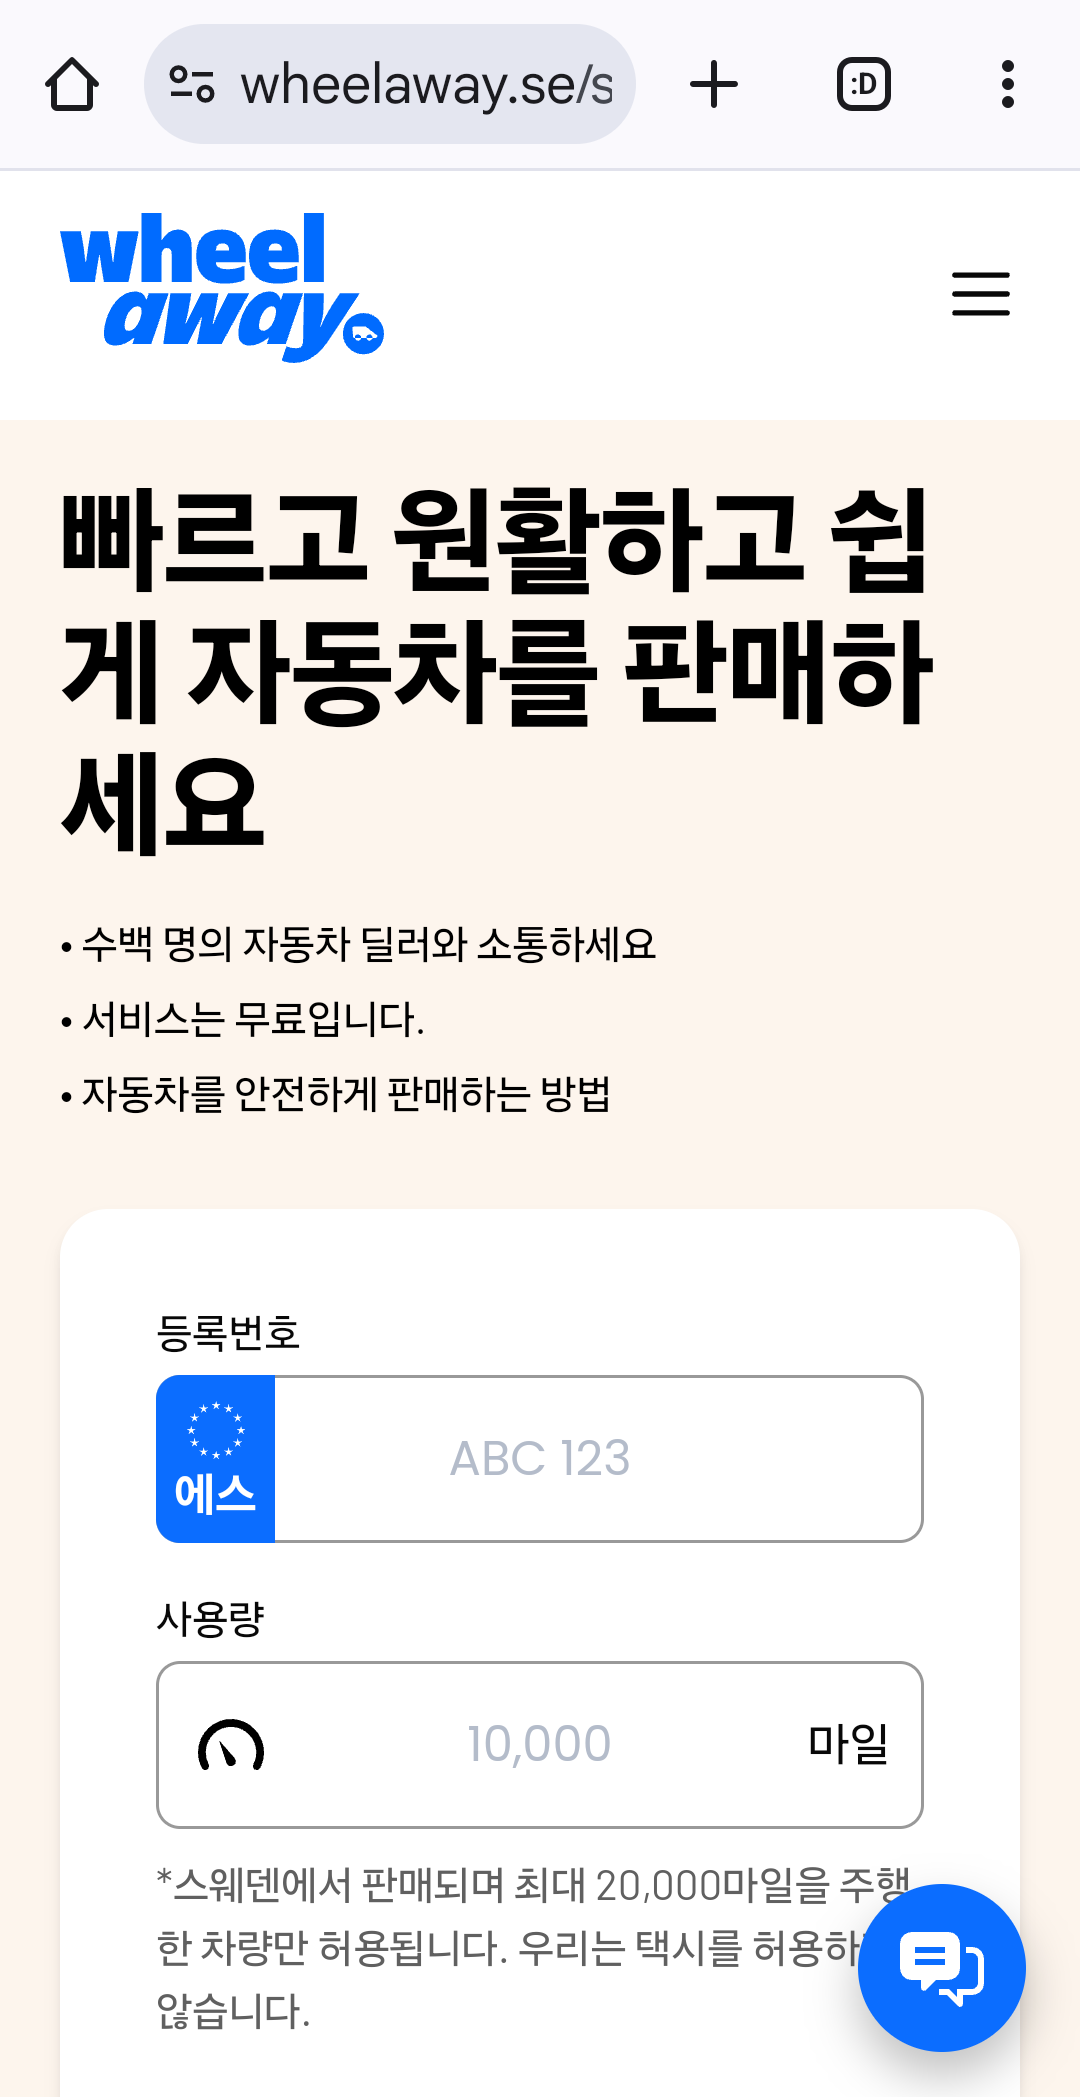 wheelaway.se/s
:D
wheel
away
빠르고 원활하고 쉽
게 자동차를 판매하
세요
• 수백 명의 자동차 딜러와 소통하세요
• 서비스는 무료입니다.
• 자동차를 안전하게 판매하는 방법
등록번호
에스
ABC 123
사용량
10,000 마일
*스웨덴에서 판매되며 최대 20,000마일을 주행
한 차량만 허용됩니다. 우리는 택시를 허용하
않습니다.